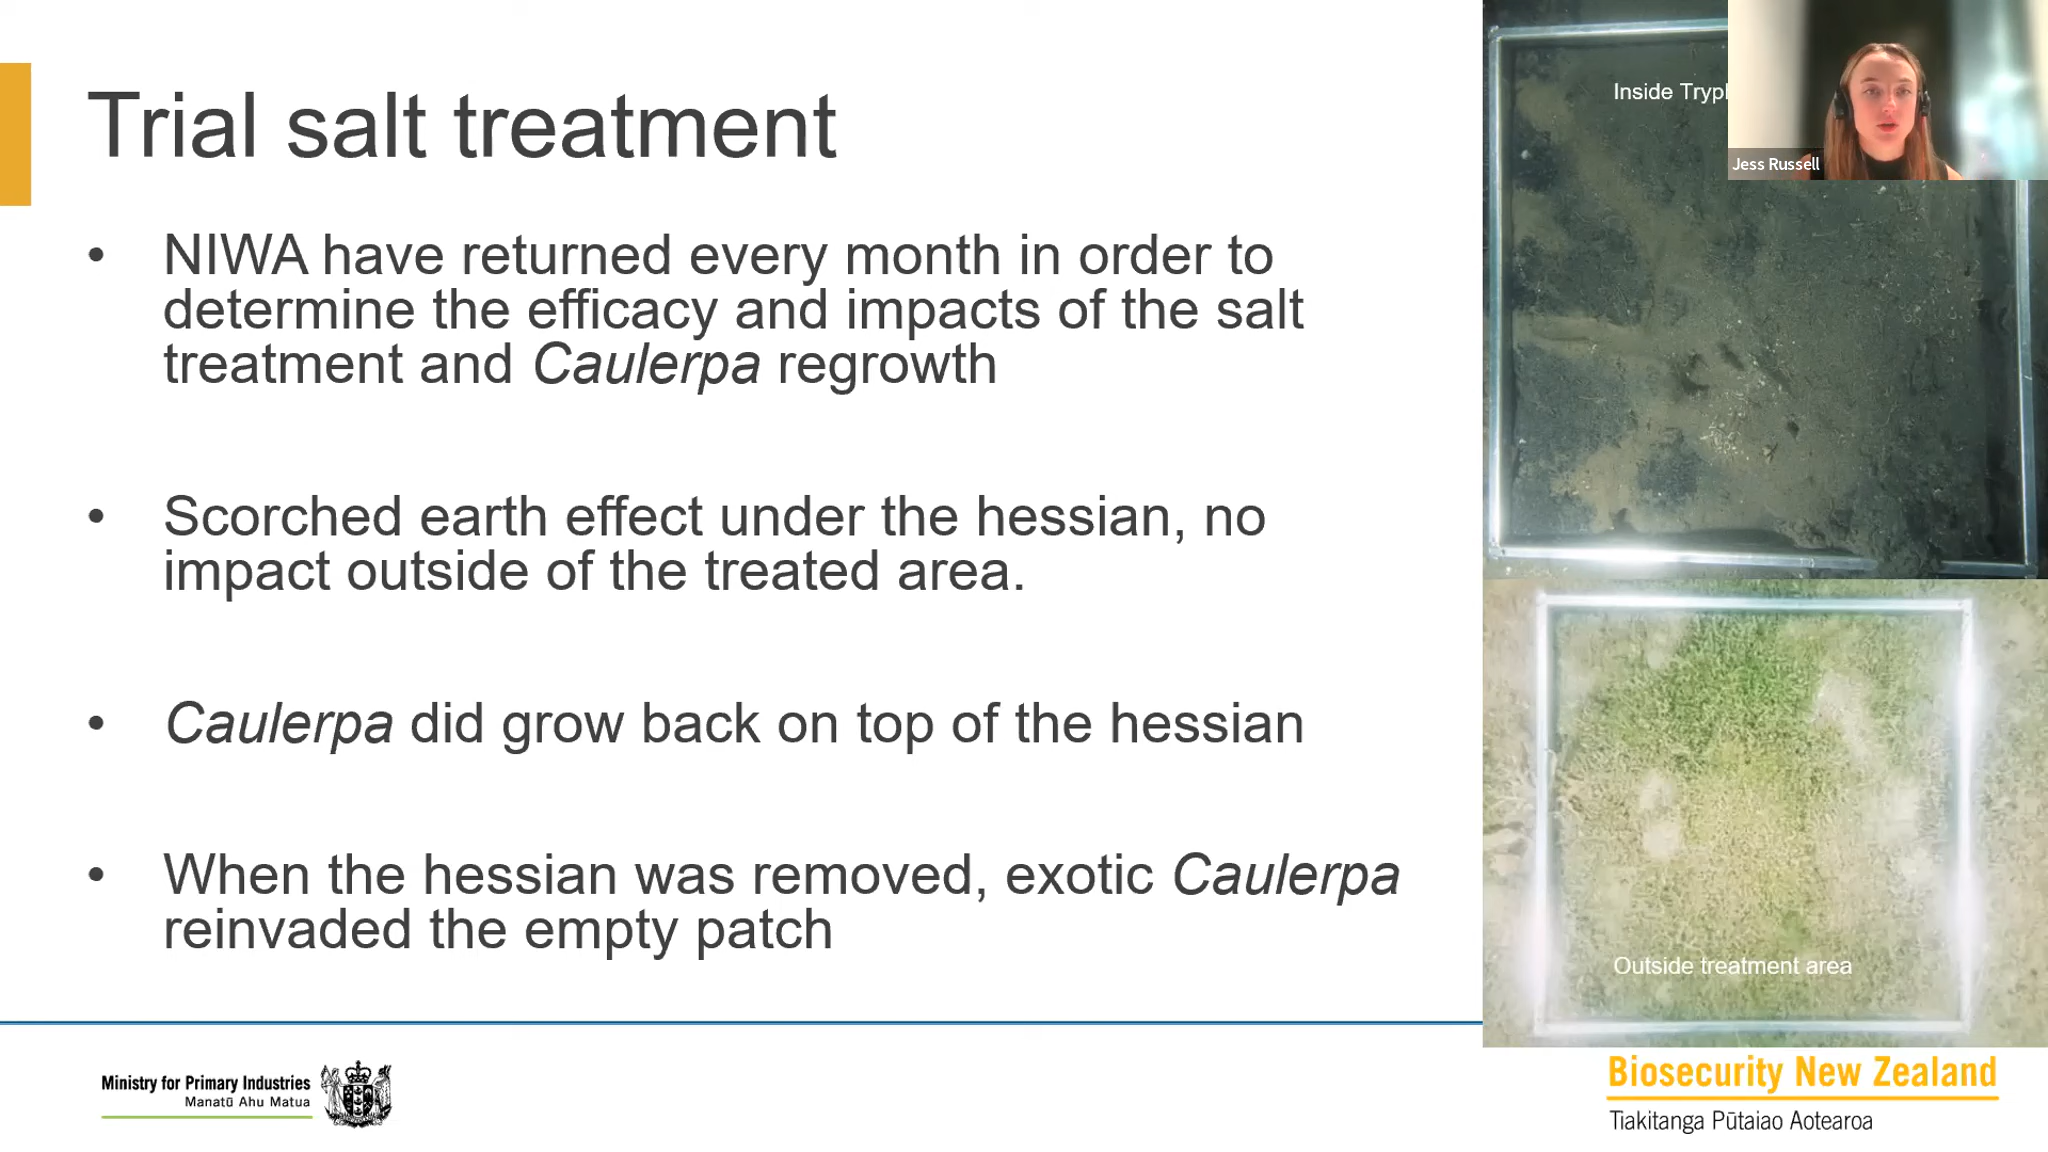 Trial salt treatment
• NIWA have returned every month in order to
determine the efficacy and impacts of the salt
treatment and Caulerpa regrowth
• Scorched earth effect under the hessian, no
impact outside of the treated area.
• Caulerpa did grow back on top of the hessian
• When the hessian was removed, exotic Caulerpa
reinvaded the empty patch
Inside
Jess Russell
Outside treatment area
Ministry for Primary Industries
Manatū Ahu Matua
Biosecurity New Zealand
Tiakitanga Pūtaiao Aotearoa